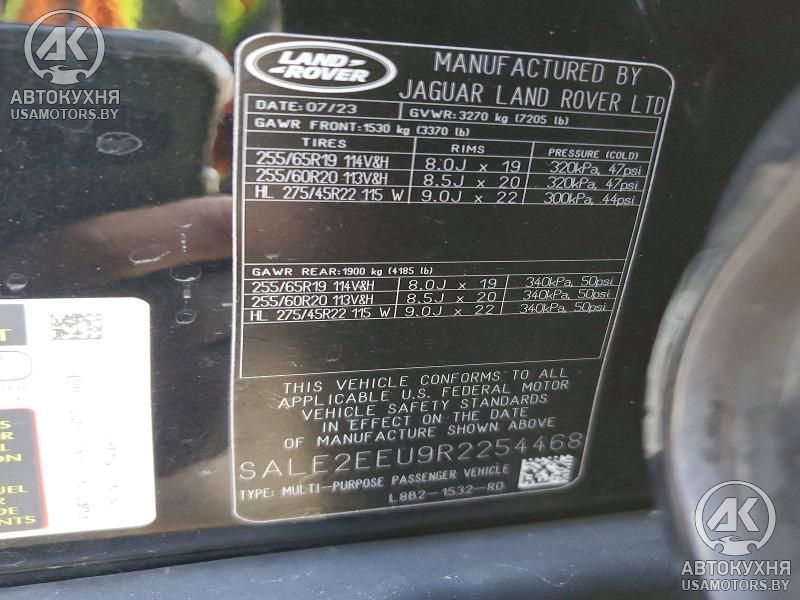 AK
АВТОКУХНЯ
USAMOTORS.BY
LAND
ROVER
MANUFACTURED BY
JAGUAR LAND ROVER LTD
DATE: 07/23 GVWR: 3270 kg (7205 lb)
GAWR FRONT: 1530 kg (3370 lb)
TIRES RIMS PRESSURE (COLD)
255/65R19 114V&H 8.0J x 19 320kPa, 47psi
255/60R20 113V&H 8.5J x 20 320kPa, 47psi
HL 275/45R22 115 W 9.0J x 22 300kPa, 44psi
GAWR REAR: 1900 kg (4185 lb)
255/65R19 114V&H 8.0J x 19 340kPa, 50psi
255/60R20 113V&H 8.5J x 20 340kPa, 50psi
HL 275/45R22 115 W 9.0J x 22 340kPa, 50psi
THIS VEHICLE CONFORMS TO ALL
APPLICABLE U.S. FEDERAL MOTOR
VEHICLE SAFETY STANDARDS
IN EFFECT ON THE DATE
OF MANUFACTURE SHOWN ABOVE
SALE2EEU9R2254468
TYPE: MULTI-PURPOSE PASSENGER VEHICLE
L8B2-1532-RD
AK
АВТОКУХНЯ
USAMOTORS.BY